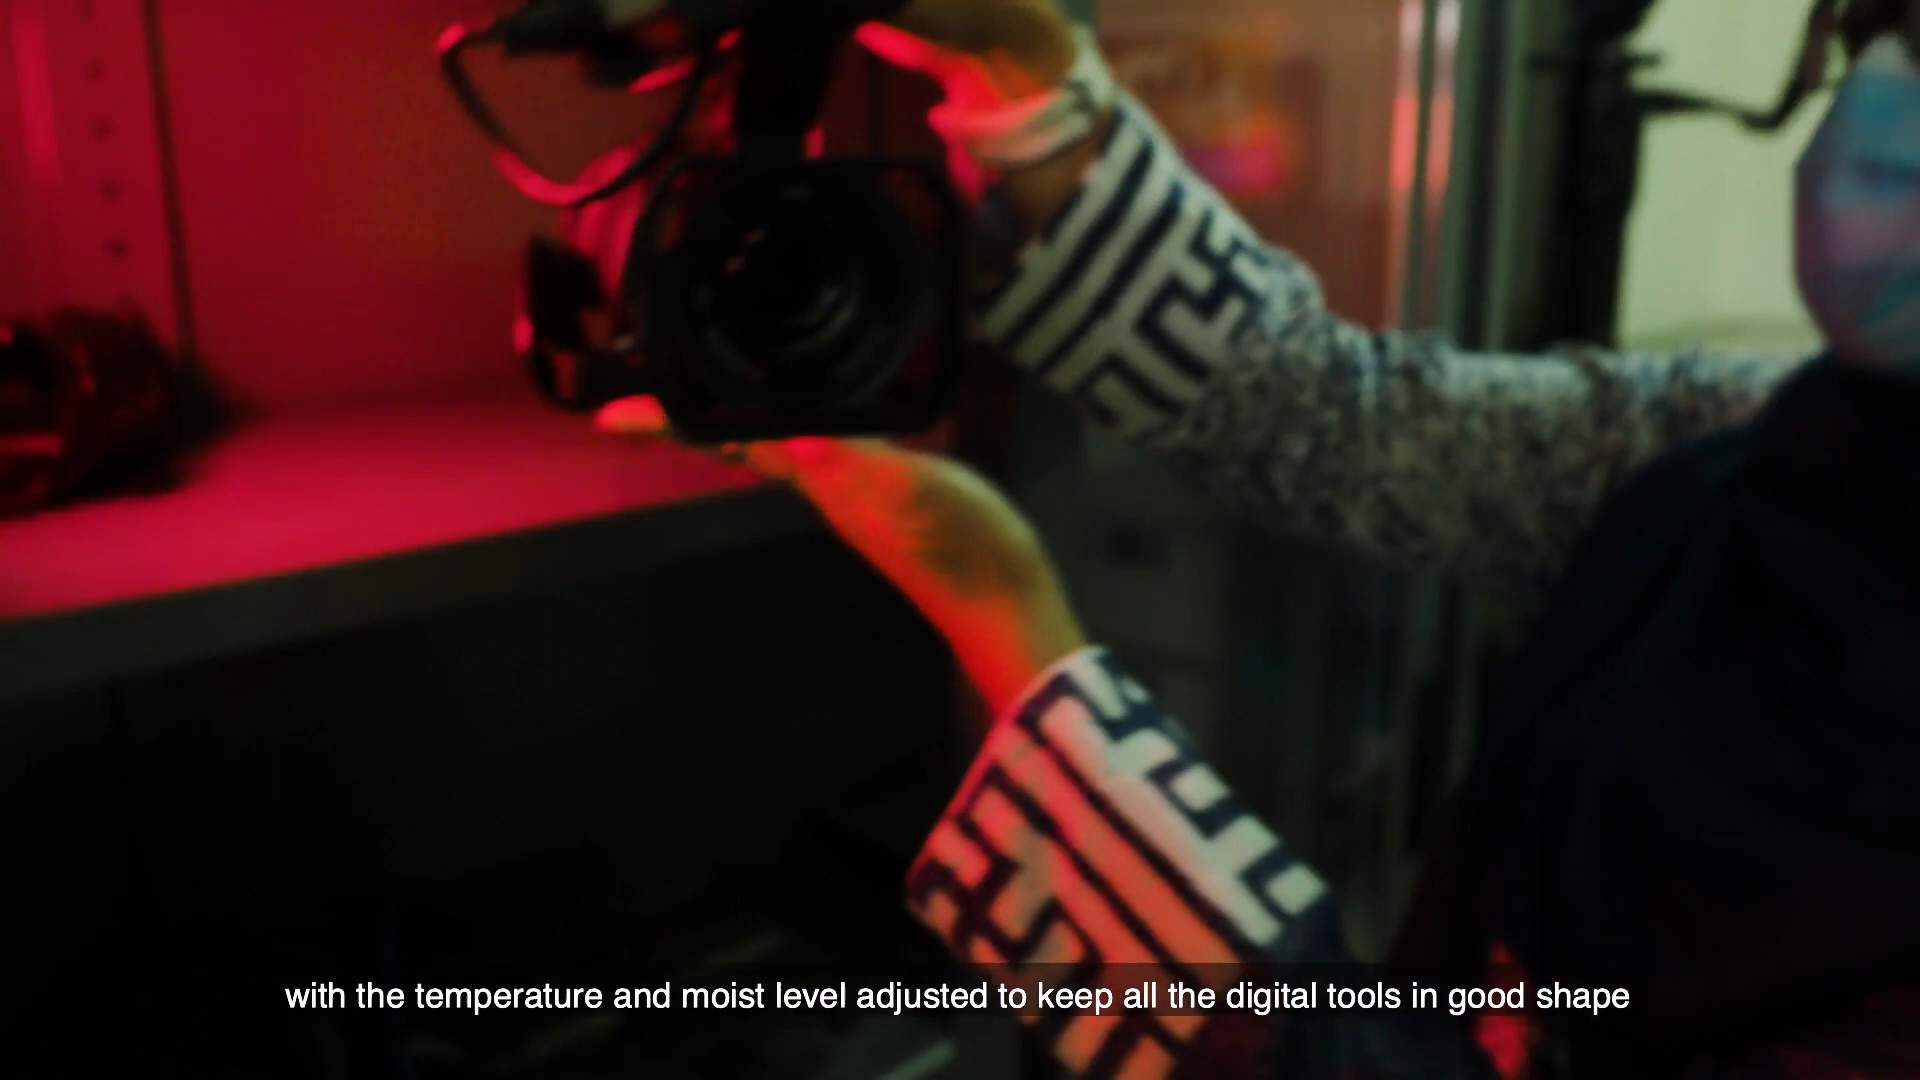 with the temperature and moist level adjusted to keep all the digital tools in good shape